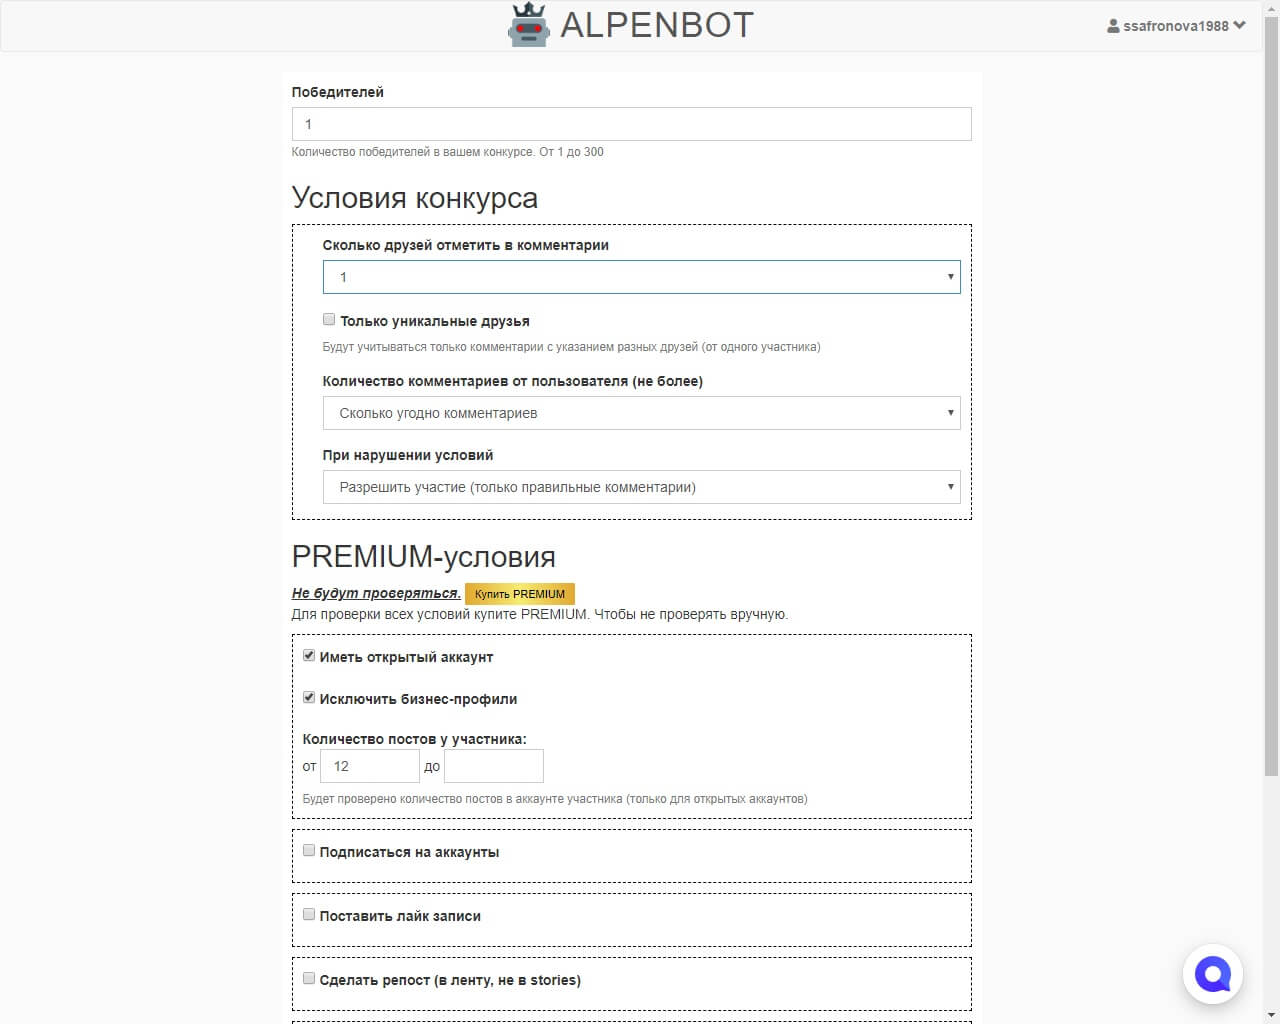 ALPENBOT
ssafronova1988
Победителей
1
Количество победителей в вашем конкурсе. От 1 до 300
Условия конкурса
Сколько друзей отметить в комментарии
1
Только уникальные друзья
Будут учитываться только комментарии с указанием разных друзей (от одного участника)
Количество комментариев от пользователя (не более)
Сколько угодно комментариев
При нарушении условий
Разрешить участие (только правильные комментарии)
PREMIUM-условия
Не будут проверяться. Купить PREMIUM
Для проверки всех условий купите PREMIUM. Чтобы не проверять вручную.
Иметь открытый аккаунт
Исключить бизнес-профили
Количество постов у участника:
от 12 до
Будет проверено количество постов в аккаунте участника (только для открытых аккаунтов)
Подписаться на аккаунты
Поставить лайк записи
Сделать репост (в ленту, не в stories)